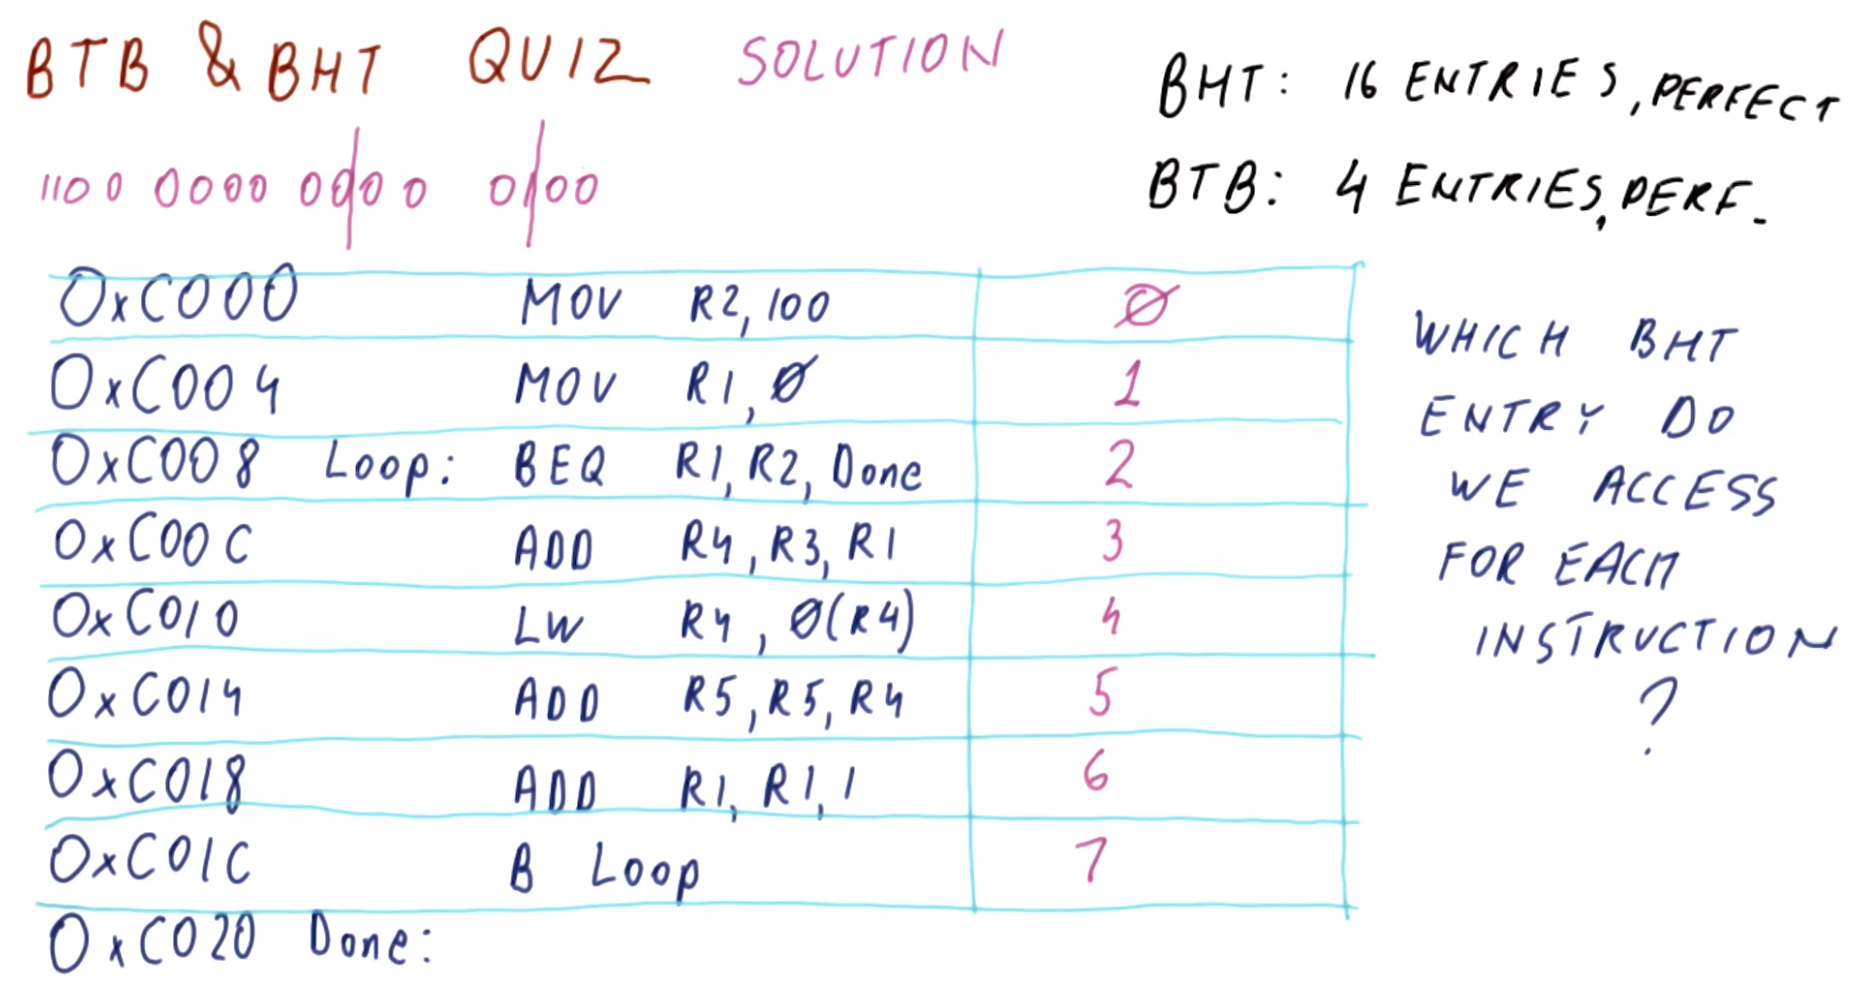 BTB & BHT QUIZ SOLUTION
BHT: 16 ENTRIES, PERFECT
BTB: 4 ENTRIES, PERF.
1100 0000 0000 0100
0xC000 MOV R2, 100 0
0xC004 MOV R1, 0 1
0xC008 Loop: BEQ R1, R2, Done 2
0xC00C ADD R4, R3, R1 3
0xC010 LW R4, 0(R4) 4
0xC014 ADD R5, R5, R4 5
0xC018 ADD R1, R1, 1 6
0xC01C B Loop 7
0xC020 Done:
WHICH BHT
ENTRY DO
WE ACCESS
FOR EACH
INSTRUCTION
?